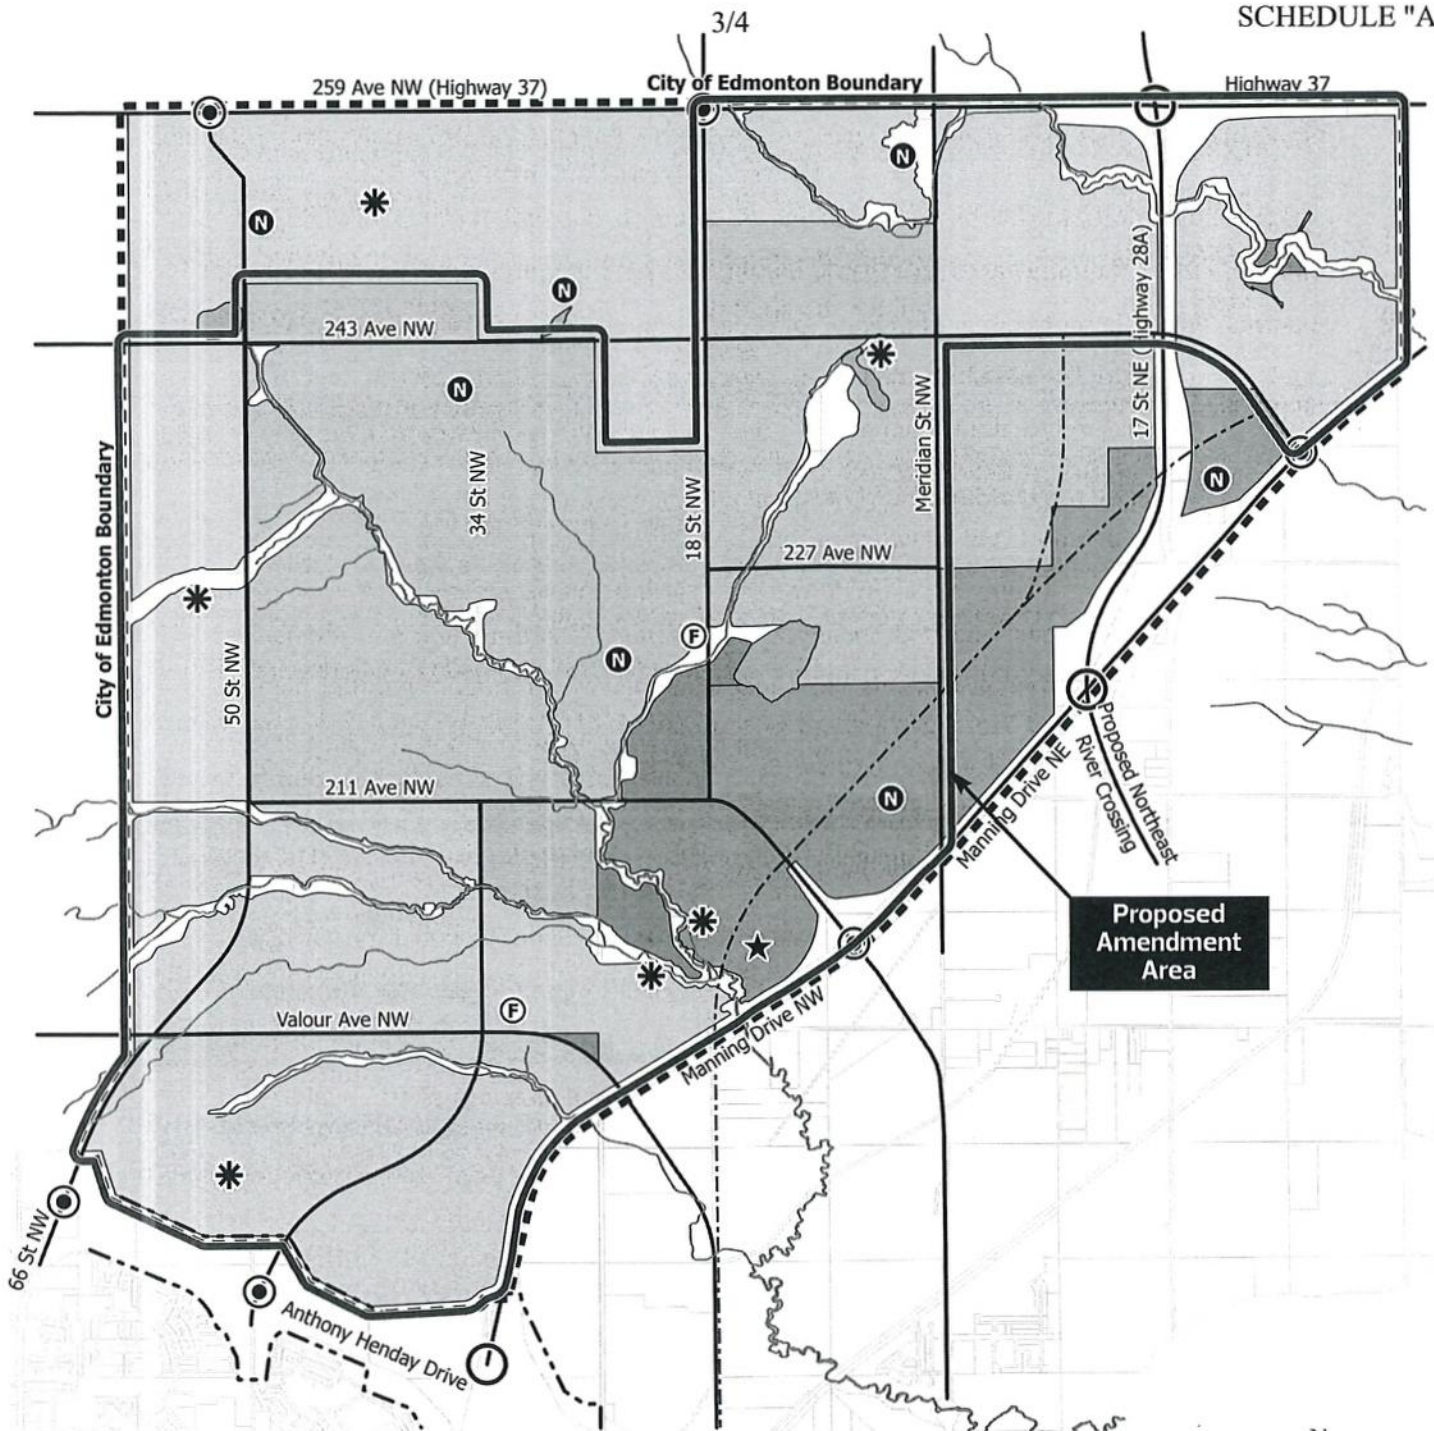 3/4
SCHEDULE "A
259 Ave NW (Highway 37)
City of Edmonton Boundary
Highway 37
N
N
N
243 Ave NW
N
17 St NE (Highway 28A)
Meridian St NW
34 St NW
18 St NW
N
227 Ave NW
City of Edmonton Boundary
F
N
50 St NW
211 Ave NW
N
Proposed Northeast
River Crossing
Manning Drive NE
Proposed
Amendment
Area
Valour Ave NW
F
Manning Drive NW
66 St NW
Anthony Henday Drive